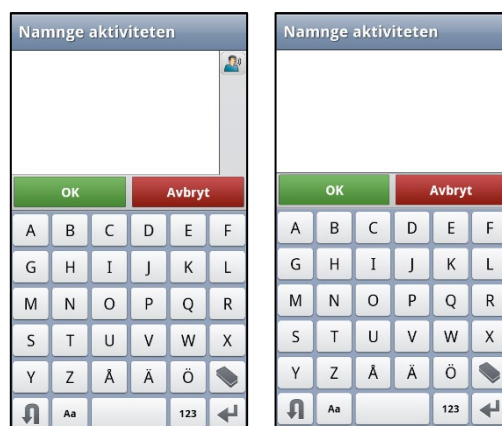 Namnge aktiviteten
OK Avbryt
A B C D E F
G H I J K L
M N O P Q R
S T U V W X
Y Z Å Ä Ö
Aa 123
Namnge aktiviteten
OK Avbryt
A B C D E F
G H I J K L
M N O P Q R
S T U V W X
Y Z Å Ä Ö
Aa 123